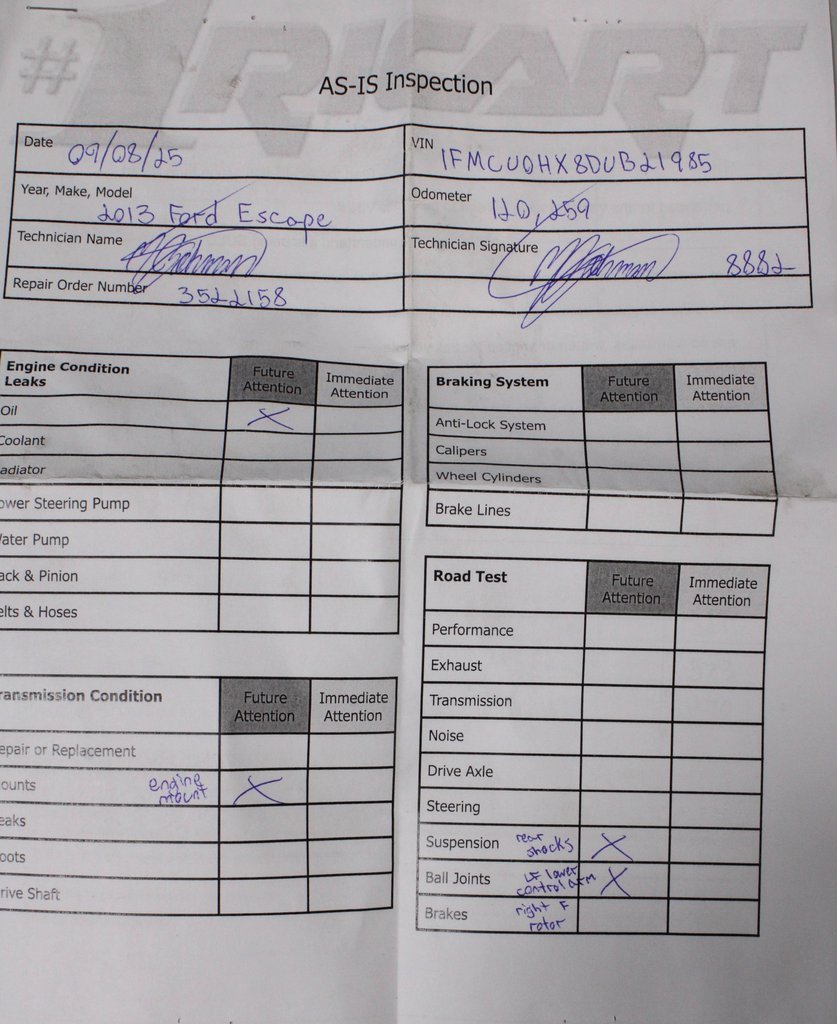 #1 RICART
AS-IS Inspection
Date 09/08/25
VIN 1FMCU0HX8DUB21985
Year, Make, Model 2013 Ford Escape
Odometer 120,259
Technician Name
Technician Signature 8882
Repair Order Number 3522158
Engine Condition
Leaks
Future
Attention
Immediate
Attention
Oil X
Coolant
adiator
ower Steering Pump
ater Pump
ack & Pinion
elts & Hoses
ransmission Condition
Future
Attention
Immediate
Attention
epair or Replacement
ounts engine
mount X
eaks
oots
rive Shaft
Braking System
Future
Attention
Immediate
Attention
Anti-Lock System
Calipers
Wheel Cylinders
Brake Lines
Road Test
Future
Attention
Immediate
Attention
Performance
Exhaust
Transmission
Noise
Drive Axle
Steering
Suspension rear
shocks X
Ball Joints LF lower
control arm X
Brakes right F
rotor